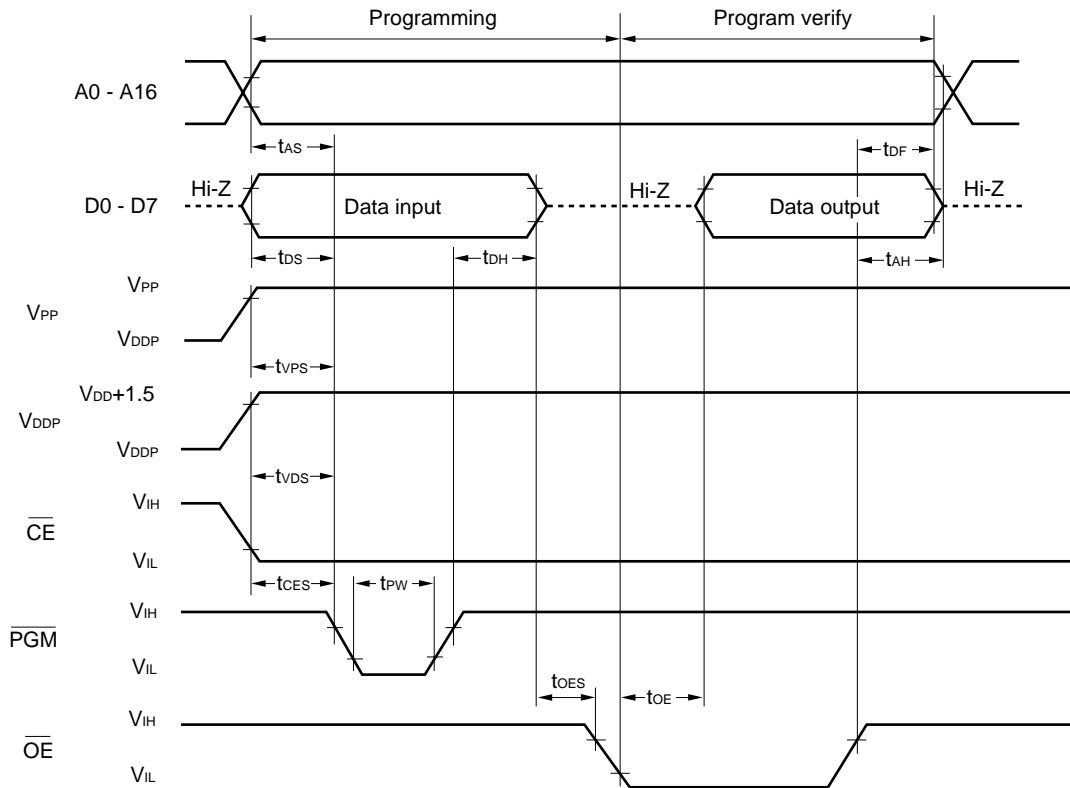 Programming Program verify
A0 - A16
tAS tDF
D0 - D7 Hi-Z Data input Hi-Z Data output Hi-Z
tDS tDH tAH
VPP
VPP
VDDP
tVPS
VDD+1.5
VDDP
VDDP
tVDS
VIH
CE
VIL
tCES tPW
VIH
PGM
VIL
tOES tOE
VIH
OE
VIL